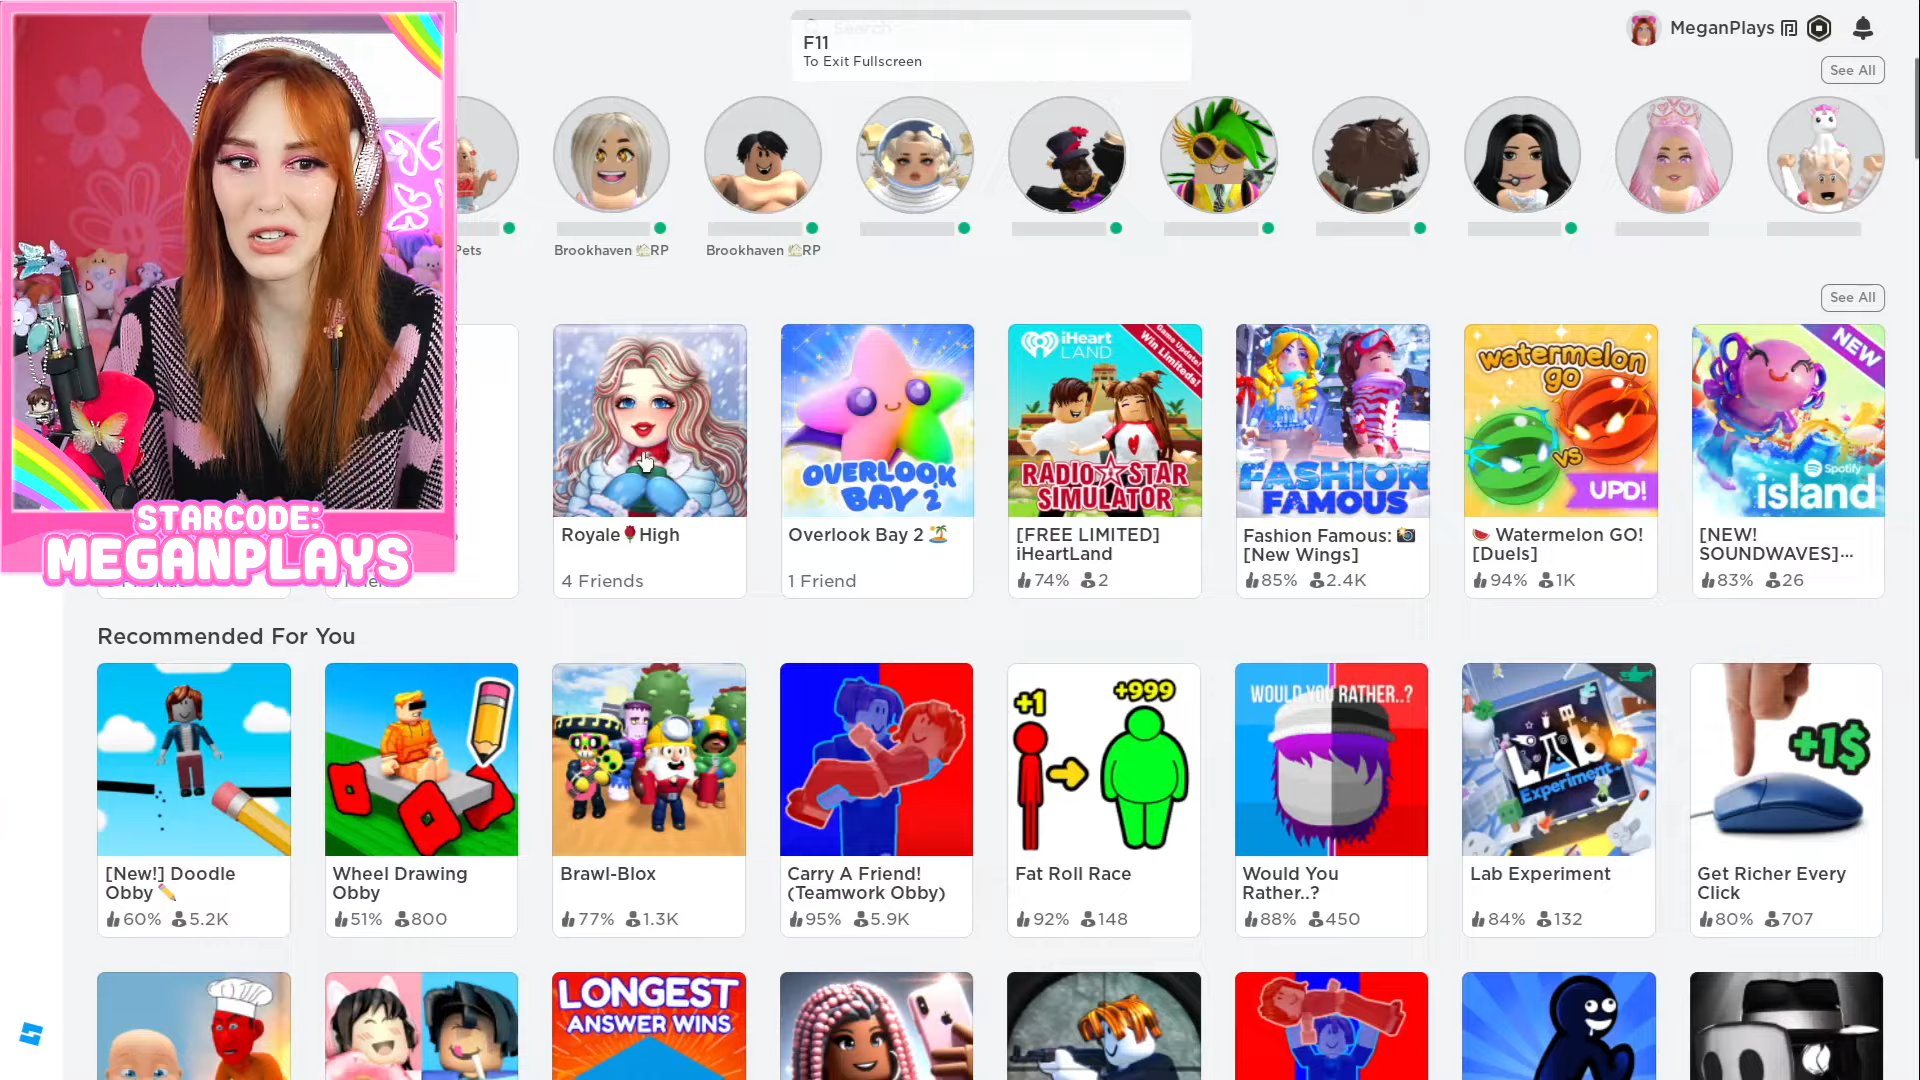 Search
F11
To Exit Fullscreen
MeganPlays
See All
Pets
Brookhaven 🏡RP
Brookhaven 🏡RP
See All
STARCODE:
MEGANPLAYS
iHeart
LAND
Game Update!
Win Limiteds!
RADIO STAR
SIMULATOR
OVERLOOK
BAY 2
FASHION
FAMOUS
watermelon
go
VS
UPD!
NEW
Spotify
island
Royale🌹High
4 Friends
Overlook Bay 2 🏝️
1 Friend
[FREE LIMITED]
iHeartLand
74% 2
Fashion Famous: 📸
[New Wings]
85% 2.4K
🍉 Watermelon GO!
[Duels]
94% 1K
[NEW!
SOUNDWAVES]...
83% 26
Recommended For You
+1
+999
WOULD YOU RATHER..?
Lab
Experiment
+1$
[New!] Doodle
Obby ✏️
60% 5.2K
Wheel Drawing
Obby
51% 800
Brawl-Blox
77% 1.3K
Carry A Friend!
(Teamwork Obby)
95% 5.9K
Fat Roll Race
92% 148
Would You
Rather..?
88% 450
Lab Experiment
84% 132
Get Richer Every
Click
80% 707
LONGEST
ANSWER WINS